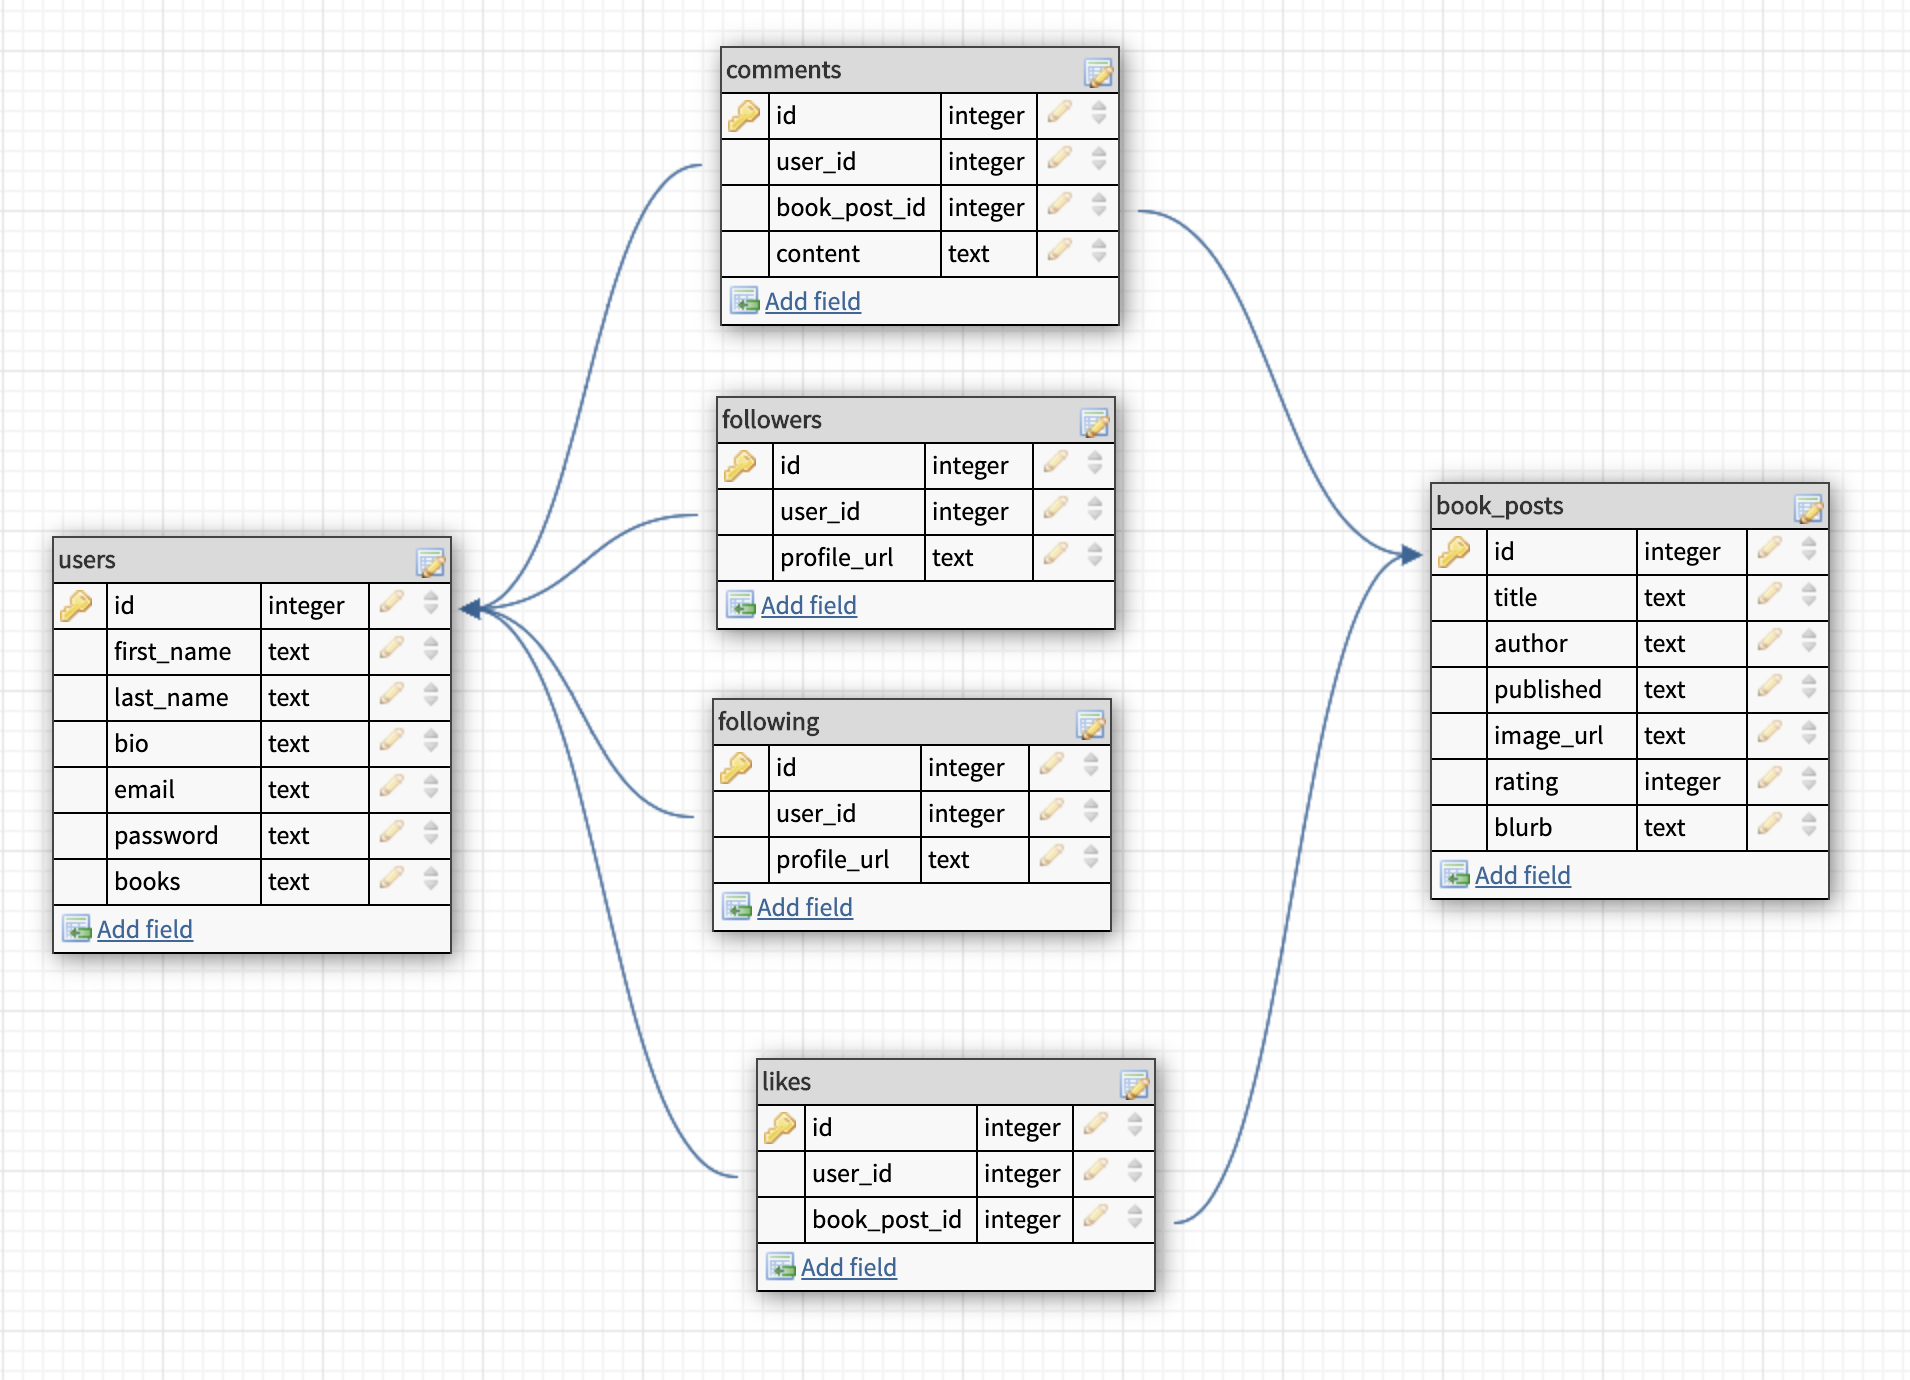 comments
id integer
user_id integer
book_post_id integer
content text
Add field
followers
id integer
user_id integer
profile_url text
Add field
users
id integer
first_name text
last_name text
bio text
email text
password text
books text
Add field
following
id integer
user_id integer
profile_url text
Add field
book_posts
id integer
title text
author text
published text
image_url text
rating integer
blurb text
Add field
likes
id integer
user_id integer
book_post_id integer
Add field